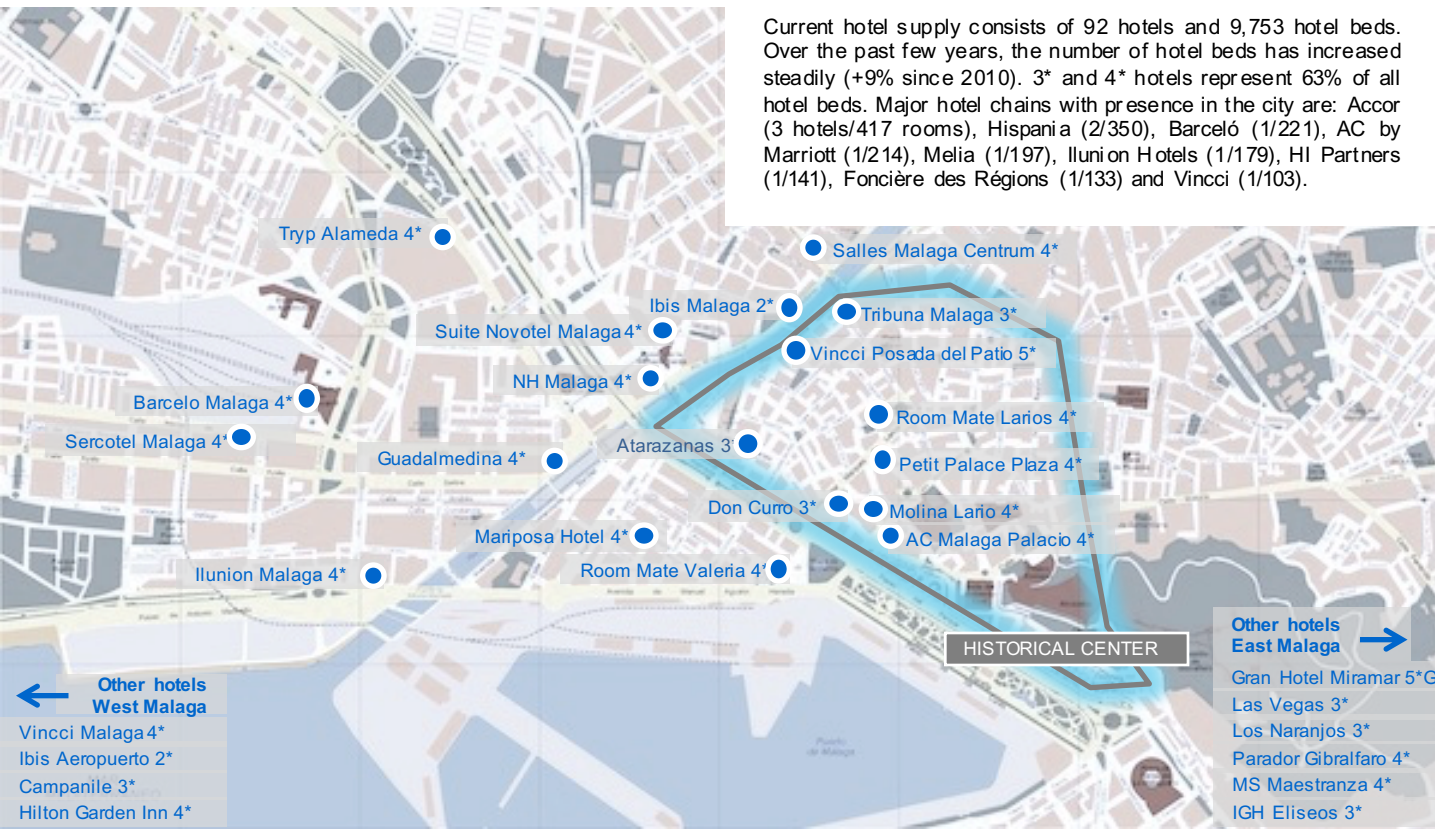 Current hotel supply consists of 92 hotels and 9,753 hotel beds.
Over the past few years, the number of hotel beds has increased
steadily (+9% since 2010). 3* and 4* hotels represent 63% of all
hotel beds. Major hotel chains with presence in the city are: Accor
(3 hotels/417 rooms), Hispania (2/350), Barceló (1/221), AC by
Marriott (1/214), Melia (1/197), Ilunion Hotels (1/179), HI Partners
(1/141), Foncière des Régions (1/133) and Vincci (1/103).
Tryp Alameda 4*
Salles Malaga Centrum 4*
Ibis Malaga 2*
Tribuna Malaga 3*
Suite Novotel Malaga 4*
Vincci Posada del Patio 5*
NH Malaga 4*
Barcelo Malaga 4*
Room Mate Larios 4*
Sercotel Malaga 4*
Atarazanas 3*
Guadalmedina 4*
Petit Palace Plaza 4*
Don Curro 3*
Molina Lario 4*
Mariposa Hotel 4*
AC Malaga Palacio 4*
Room Mate Valeria 4*
Ilunion Malaga 4*
HISTORICAL CENTER
Puerto
de Málaga
Other hotels
West Malaga
Vincci Malaga 4*
Ibis Aeropuerto 2*
Campanile 3*
Hilton Garden Inn 4*
Other hotels
East Malaga
Gran Hotel Miramar 5*G
Las Vegas 3*
Los Naranjos 3*
Parador Gibralfaro 4*
MS Maestranza 4*
IGH Eliseos 3*